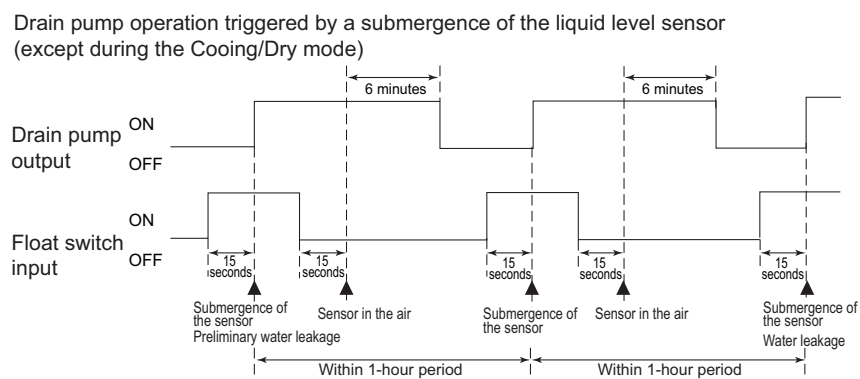 Drain pump operation triggered by a submergence of the liquid level sensor
(except during the Cooing/Dry mode)
6 minutes
6 minutes
Drain pump
output
ON
OFF
Float switch
input
ON
OFF
15
seconds
15
seconds
15
seconds
15
seconds
15
seconds
Submergence of
the sensor
Preliminary water leakage
Sensor in the air
Submergence of
the sensor
Sensor in the air
Submergence of
the sensor
Water leakage
Within 1-hour period
Within 1-hour period